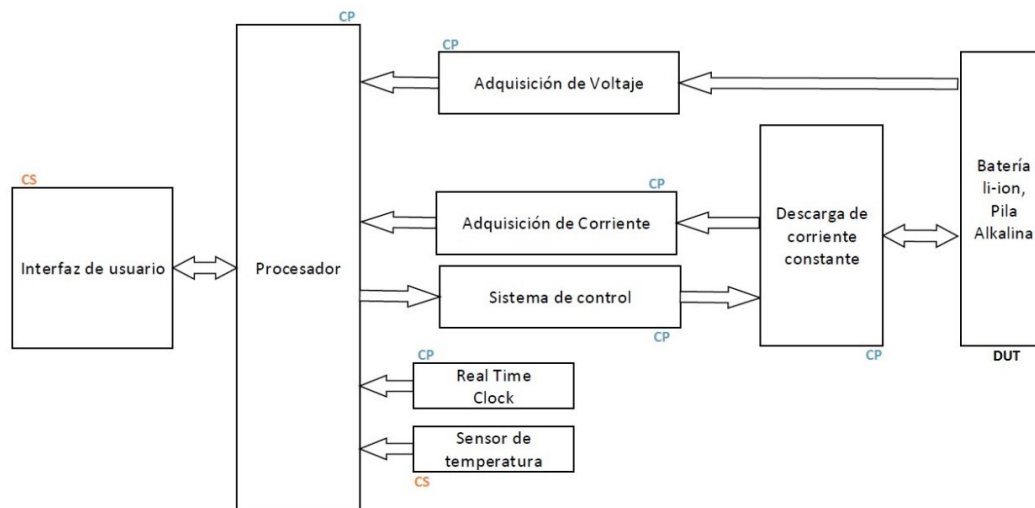 CP
CP
Adquisición de Voltaje
Batería
li-ion,
Pila
Alkalina
DUT
CP
Adquisición de Corriente
Descarga de
corriente
constante
CP
CS
Interfaz de usuario
Procesador
Sistema de control
CP
CP
Real Time
Clock
Sensor de
temperatura
CS